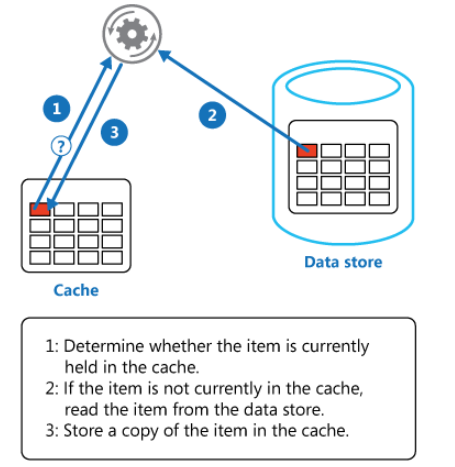 1
2
3
?
Cache
Data store
1: Determine whether the item is currently
held in the cache.
2: If the item is not currently in the cache,
read the item from the data store.
3: Store a copy of the item in the cache.